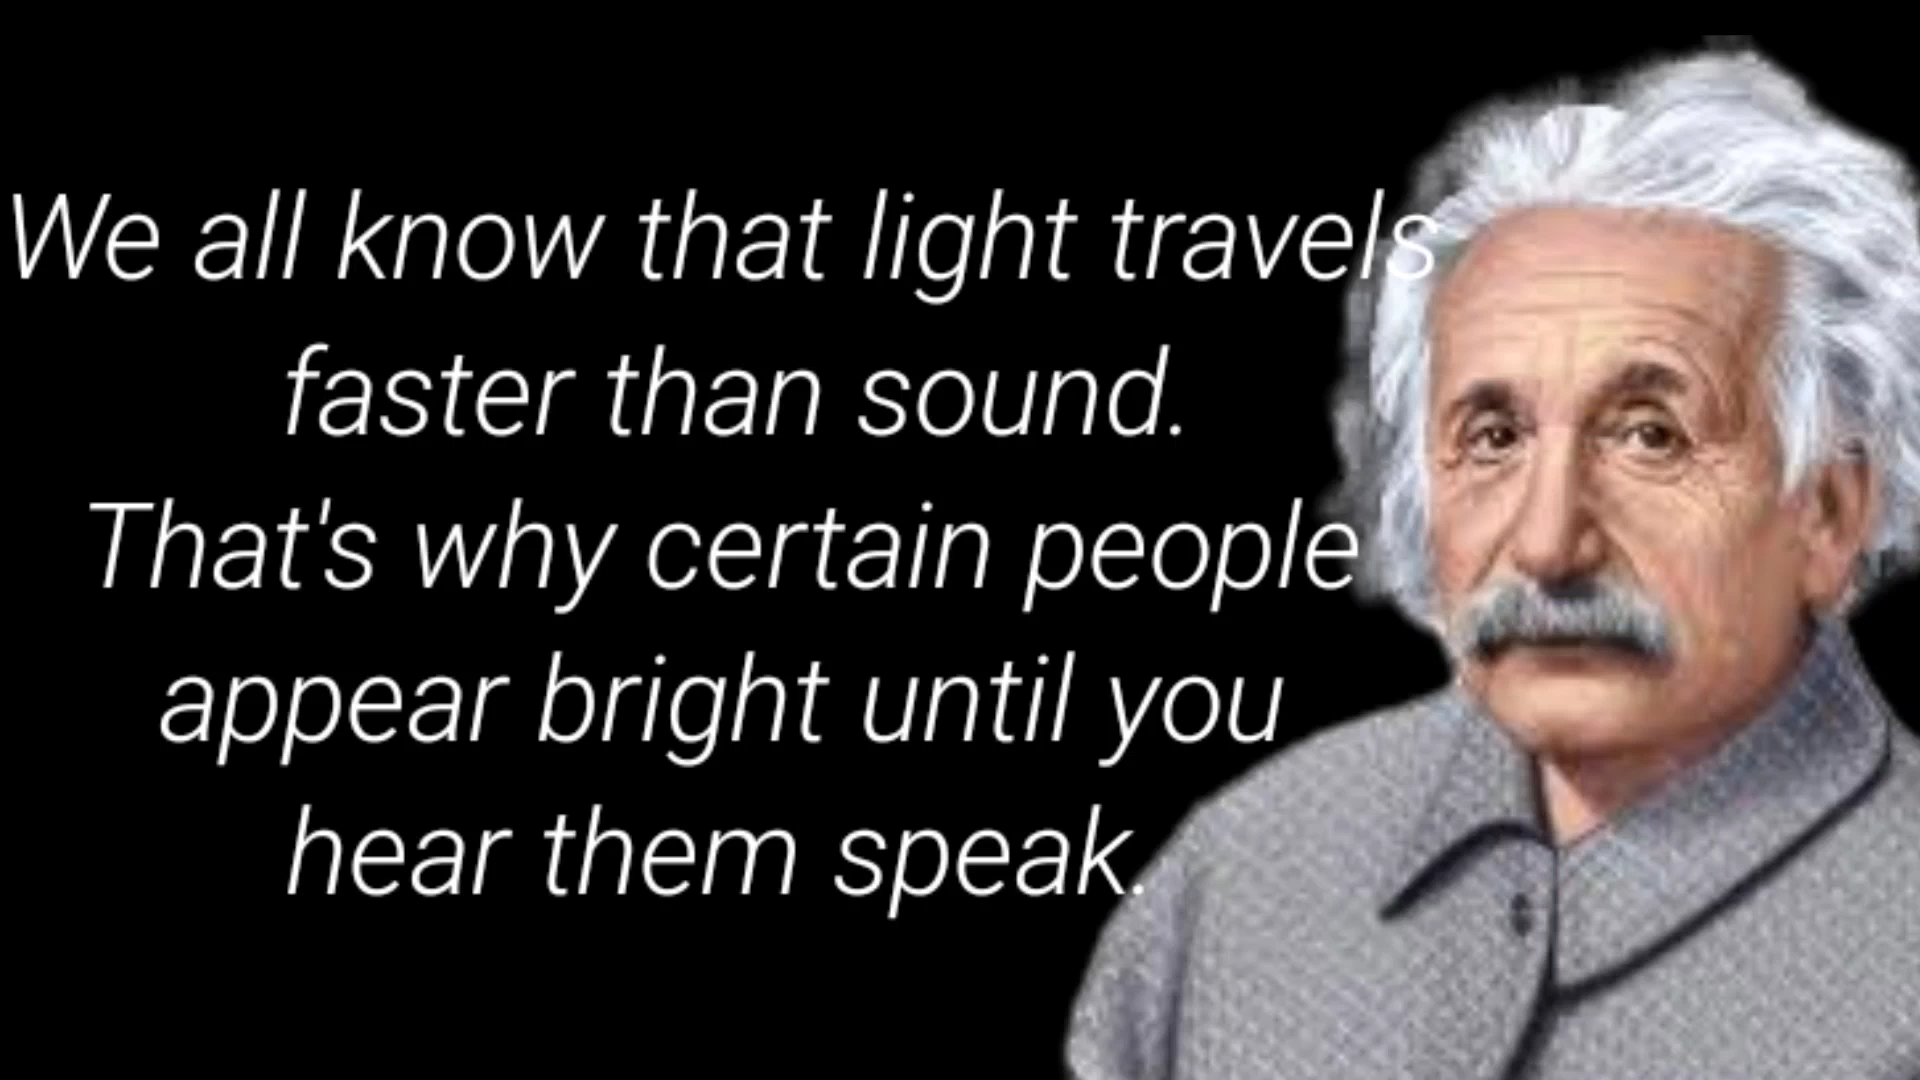 We all know that light travels
faster than sound.
That's why certain people
appear bright until you
hear them speak.